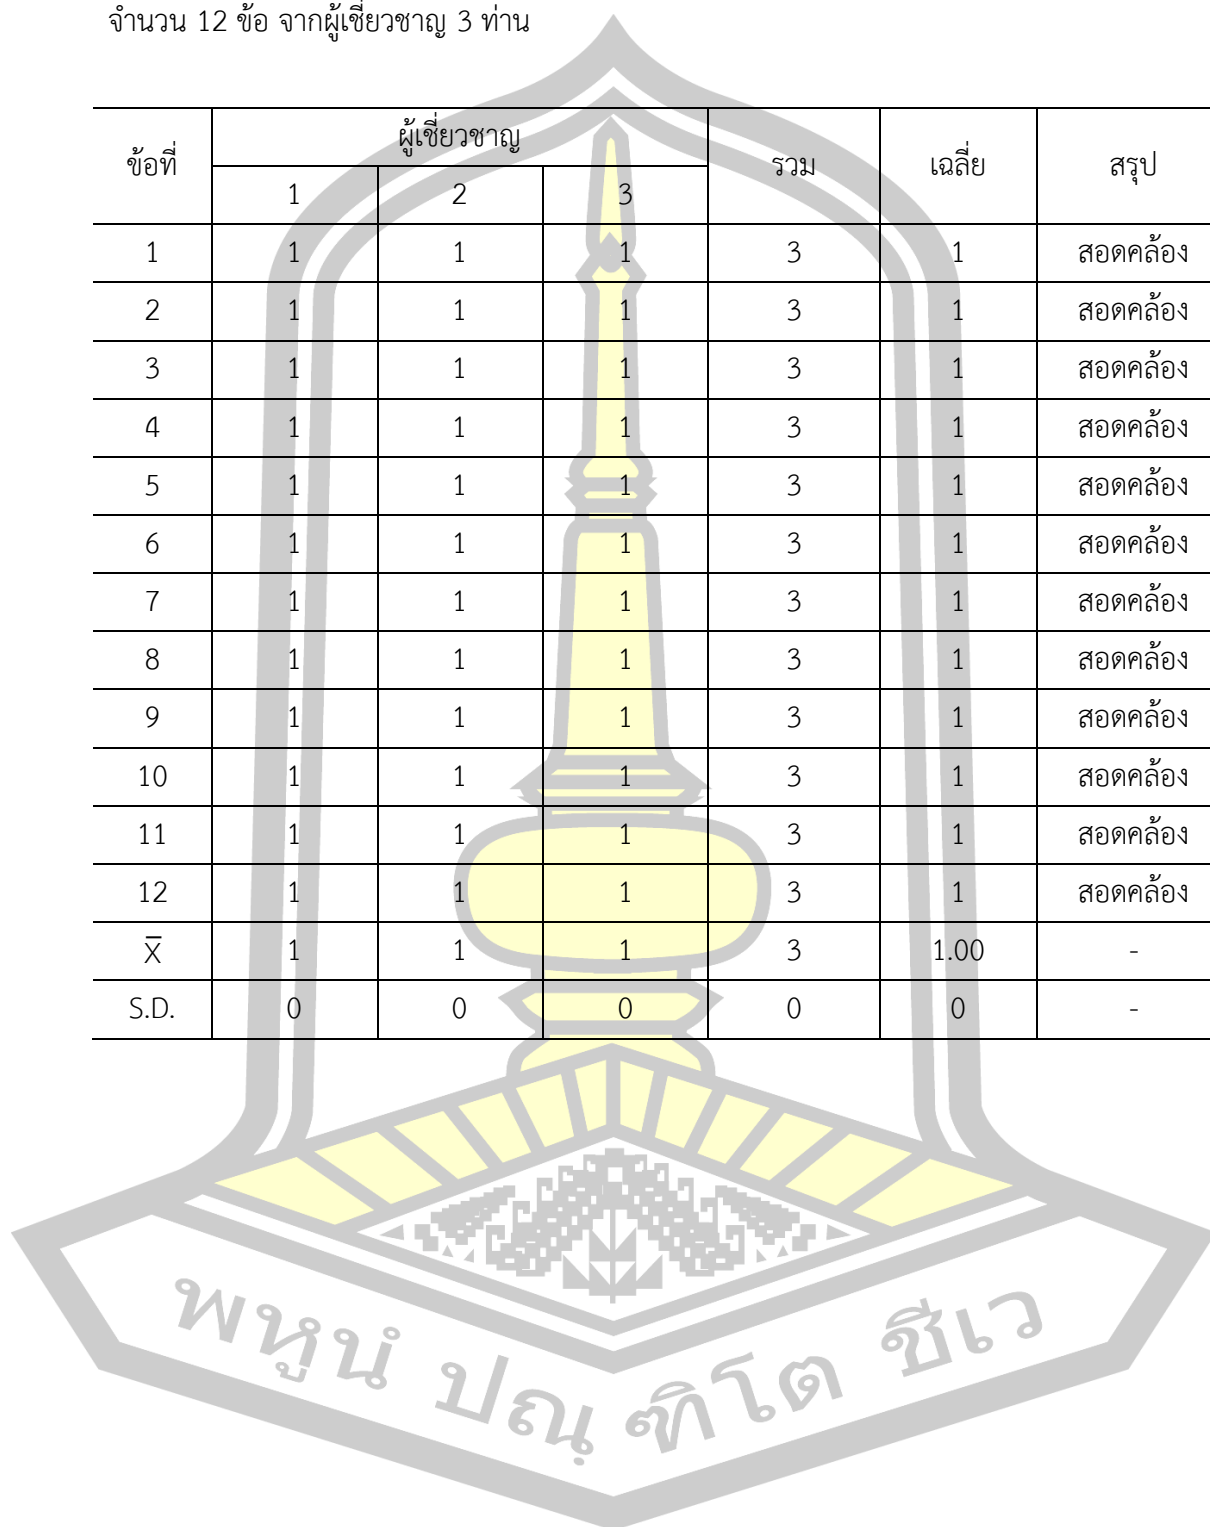 จำนวน 12 ข้อ จากผู้เชี่ยวชาญ 3 ท่าน
ข้อที่ ผู้เชี่ยวชาญ รวม เฉลี่ย สรุป
1 2 3
1 1 1 1 3 1 สอดคล้อง
2 1 1 1 3 1 สอดคล้อง
3 1 1 1 3 1 สอดคล้อง
4 1 1 1 3 1 สอดคล้อง
5 1 1 1 3 1 สอดคล้อง
6 1 1 1 3 1 สอดคล้อง
7 1 1 1 3 1 สอดคล้อง
8 1 1 1 3 1 สอดคล้อง
9 1 1 1 3 1 สอดคล้อง
10 1 1 1 3 1 สอดคล้อง
11 1 1 1 3 1 สอดคล้อง
12 1 1 1 3 1 สอดคล้อง
X̅ 1 1 1 3 1.00 -
S.D. 0 0 0 0 0 -
พหูนํ ปณฺฑิโต ชีเว